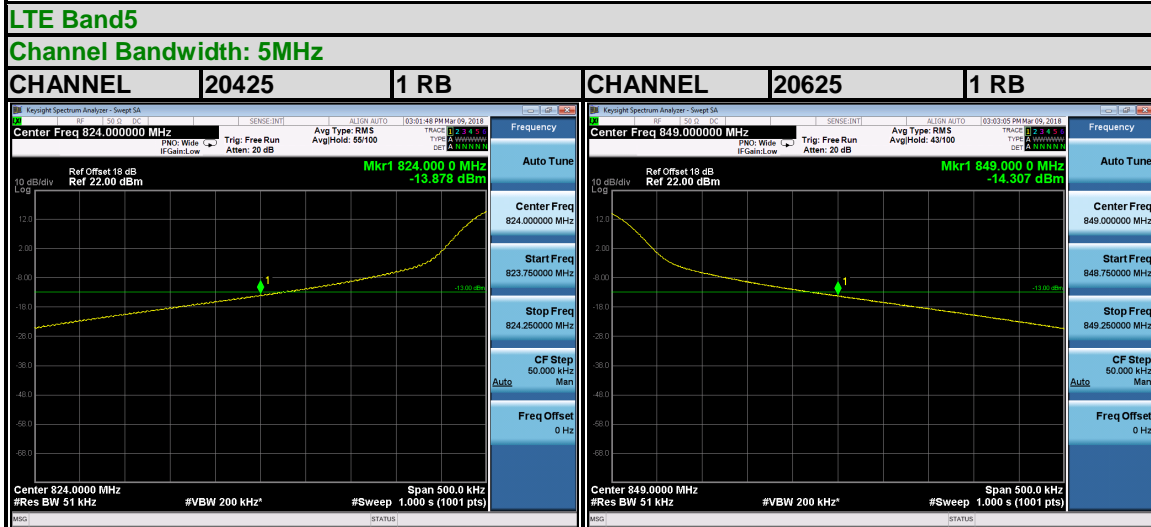 LTE Band5
Channel Bandwidth: 5MHz
CHANNEL 20425 1 RB CHANNEL 20625 1 RB
Keysight Spectrum Analyzer - Swept SA
RF 50 Ω DC SENSE:INT ALIGN AUTO 03:01:48 PM Mar 09, 2018
Center Freq 824.000000 MHz
PNO: Wide
IFGain:Low
Trig: Free Run
Atten: 20 dB
Avg Type: RMS
Avg|Hold: 55/100
TRACE 1 2 3 4 5 6
TYPE A WWWWW
DET A N N N N N
Ref Offset 18 dB
10 dB/div Ref 22.00 dBm
Log
Mkr1 824.000 0 MHz
-13.878 dBm
12.0
2.00
-8.00
-18.0
-28.0
-38.0
-48.0
-58.0
-68.0
1
-13.00 dBm
Center 824.0000 MHz Span 500.0 kHz
#Res BW 51 kHz #VBW 200 kHz* #Sweep 1.000 s (1001 pts)
MSG STATUS
Frequency
Auto Tune
Center Freq
824.000000 MHz
Start Freq
823.750000 MHz
Stop Freq
824.250000 MHz
CF Step
50.000 kHz
Auto Man
Freq Offset
0 Hz
Keysight Spectrum Analyzer - Swept SA
RF 50 Ω DC SENSE:INT ALIGN AUTO 03:03:05 PM Mar 09, 2018
Center Freq 849.000000 MHz
PNO: Wide
IFGain:Low
Trig: Free Run
Atten: 20 dB
Avg Type: RMS
Avg|Hold: 43/100
TRACE 1 2 3 4 5 6
TYPE A WWWWW
DET A N N N N N
Ref Offset 18 dB
10 dB/div Ref 22.00 dBm
Log
Mkr1 849.000 0 MHz
-14.307 dBm
12.0
2.00
-8.00
-18.0
-28.0
-38.0
-48.0
-58.0
-68.0
1
-13.00 dBm
Center 849.0000 MHz Span 500.0 kHz
#Res BW 51 kHz #VBW 200 kHz* #Sweep 1.000 s (1001 pts)
MSG STATUS
Frequency
Auto Tune
Center Freq
849.000000 MHz
Start Freq
848.750000 MHz
Stop Freq
849.250000 MHz
CF Step
50.000 kHz
Auto Man
Freq Offset
0 Hz